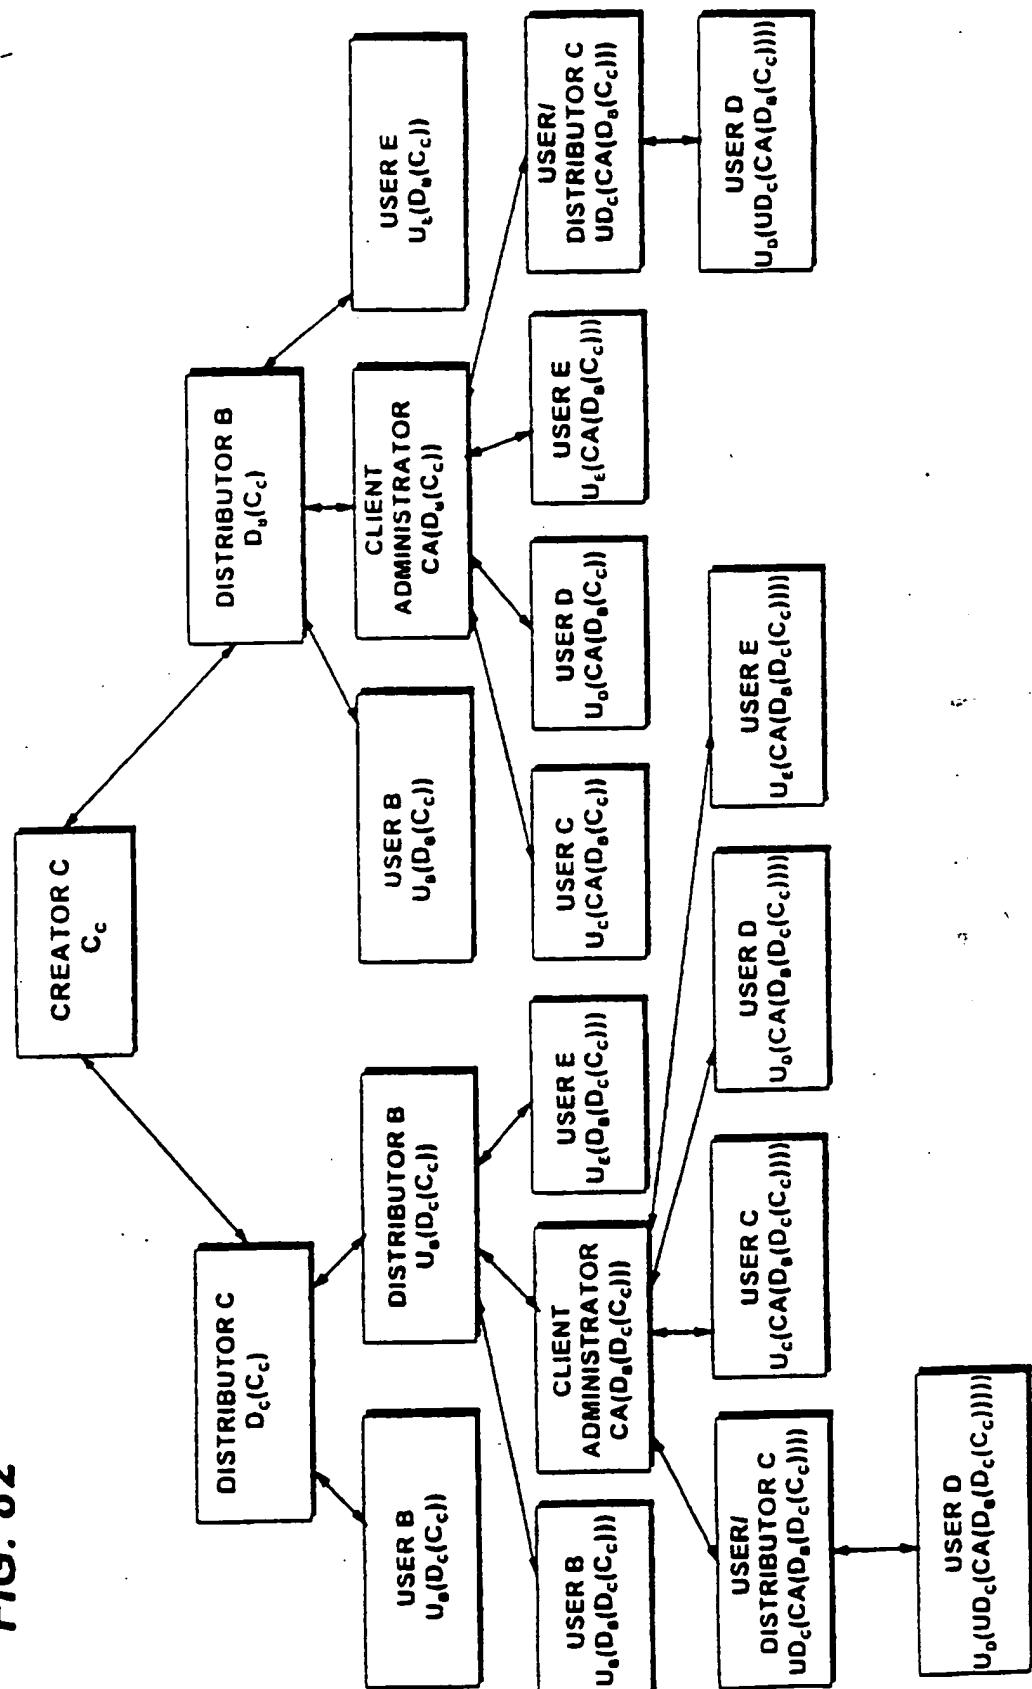 FIG. 82
CREATOR C
C_C
DISTRIBUTOR C
D_C(C_C)
DISTRIBUTOR B
D_B(C_C)
USER B
U_B(D_C(C_C))
DISTRIBUTOR B
U_B(D_C(C_C))
USER B
U_B(D_B(C_C))
CLIENT
ADMINISTRATOR
CA(D_B(C_C))
USER E
U_E(D_B(C_C))
USER B
U_B(D_B(D_C(C_C))))
CLIENT
ADMINISTRATOR
CA(D_B(D_C(C_C)))
USER E
U_E(D_B(D_C(C_C)))
USER C
U_C(CA(D_B(C_C))
USER D
U_D(CA(D_B(C_C))
USER E
U_E(CA(D_B(C_C)))
USER/
DISTRIBUTOR C
UD_C(CA(D_B(C_C)))
USER/
DISTRIBUTOR C
UD_C(CA(D_B(D_C(C_C))))
USER C
U_C(CA(D_B(D_C(C_C))))
USER D
U_D(CA(D_B(D_C(C_C))))
USER E
U_E(CA(D_B(D_C(C_C))))
USER D
U_D(UD_C(CA(D_B(C_C))))
USER D
U_D(UD_C(CA(D_B(D_C(C_C)))))